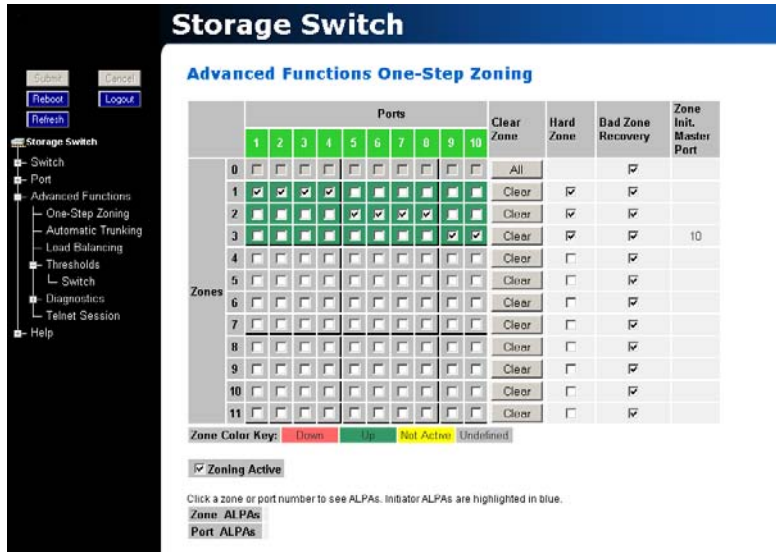 Storage Switch
Submit Cancel
Reboot Logout
Refresh
Storage Switch
Switch
Port
Advanced Functions
One-Step Zoning
Automatic Trunking
Load Balancing
Thresholds
Switch
Diagnostics
Telnet Session
Help
Advanced Functions One-Step Zoning
Ports Clear Zone Hard Zone Bad Zone Recovery Zone Init. Master Port
1 2 3 4 5 6 7 8 9 10
Zones
0 All
1 Clear
2 Clear
3 Clear 10
4 Clear
5 Clear
6 Clear
7 Clear
8 Clear
9 Clear
10 Clear
11 Clear
Zone Color Key: Down Up Not Active Undefined
Zoning Active
Click a zone or port number to see ALPAs. Initiator ALPAs are highlighted in blue.
Zone ALPAs
Port ALPAs